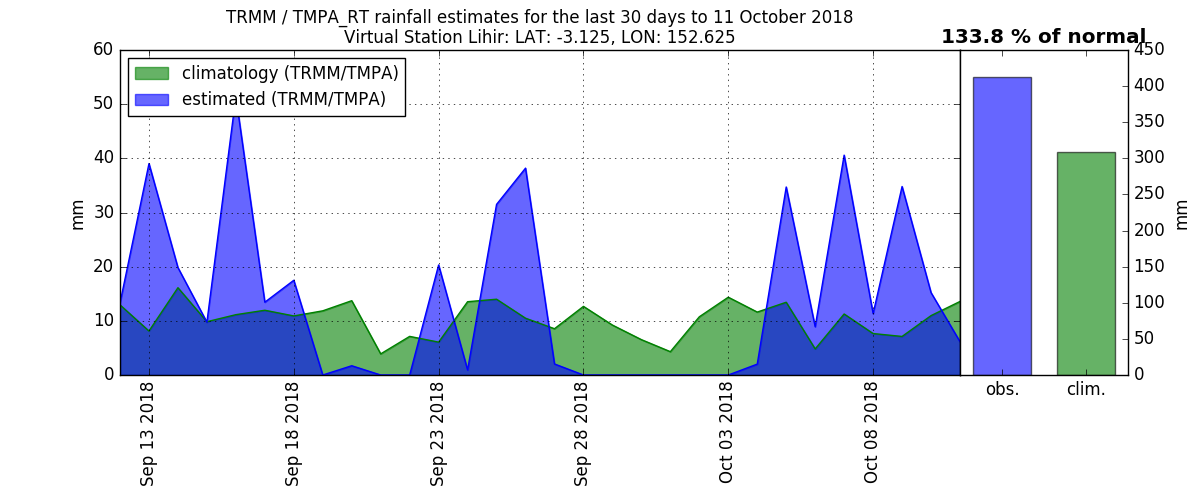 TRMM / TMPA_RT rainfall estimates for the last 30 days to 11 October 2018
Virtual Station Lihir: LAT: -3.125, LON: 152.625
133.8 % of normal
climatology (TRMM/TMPA)
estimated (TRMM/TMPA)
60
50
40
30
20
10
0
mm
Sep 13 2018
Sep 18 2018
Sep 23 2018
Sep 28 2018
Oct 03 2018
Oct 08 2018
450
400
350
300
250
200
150
100
50
0
mm
obs.
clim.